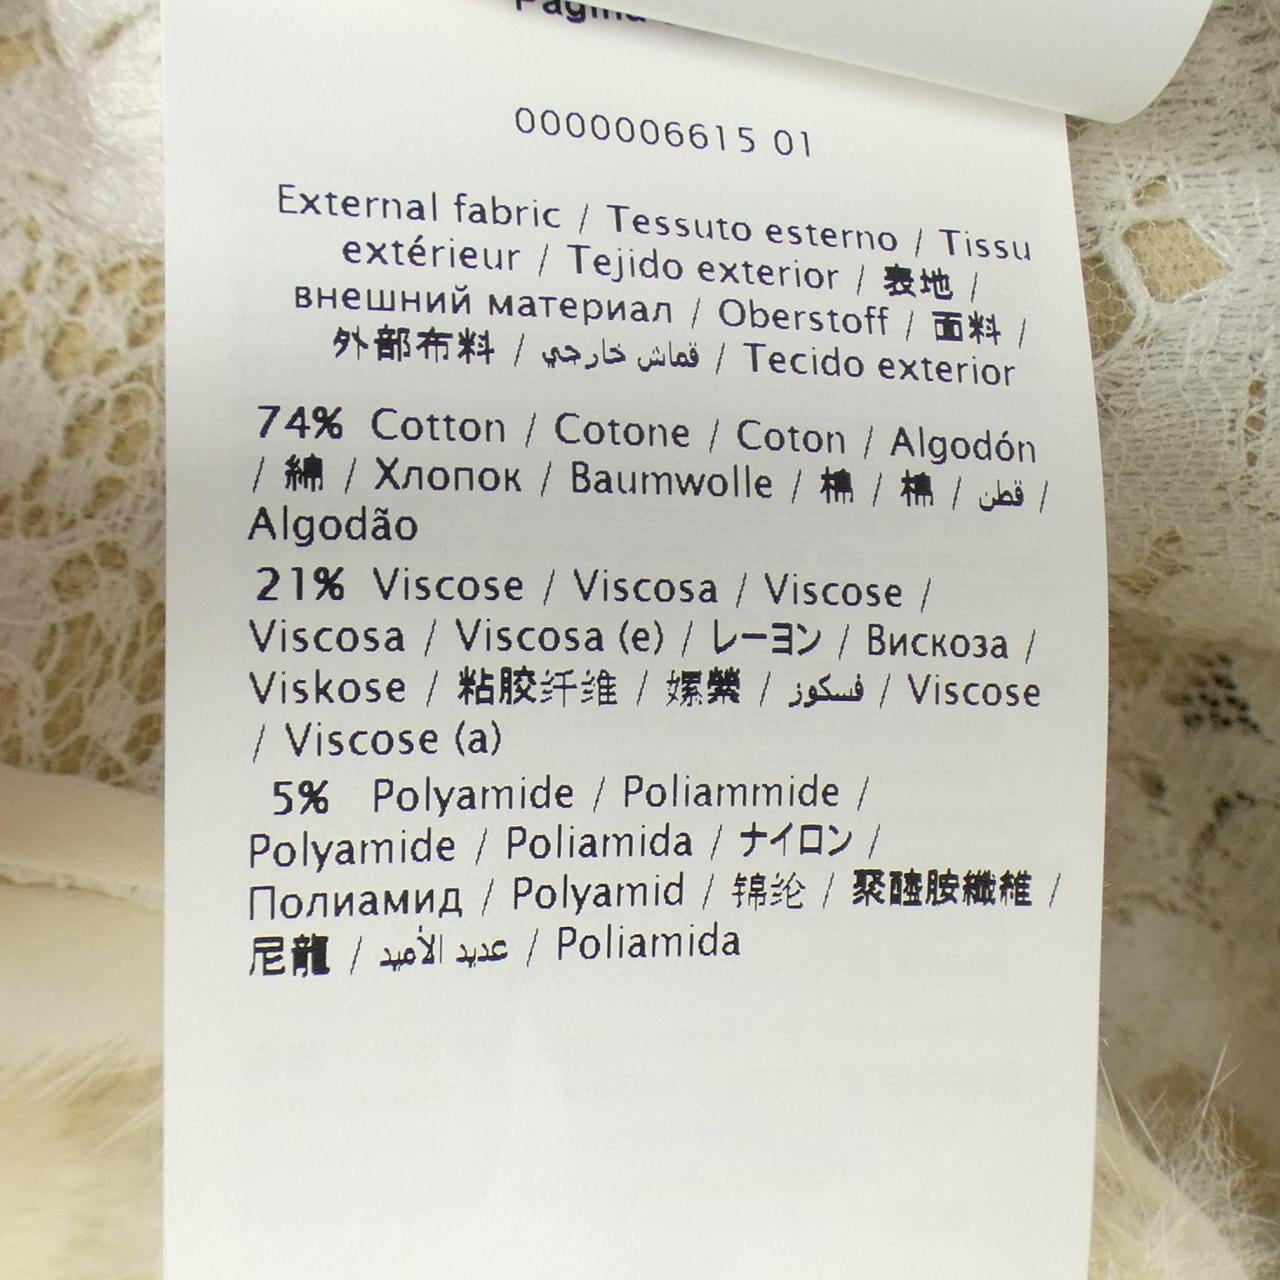 0000006615 01
External fabric / Tessuto esterno / Tissu
extérieur / Tejido exterior / 表地 /
внешний материал / Oberstoff / 面料 /
外部布料 / قماش خارجي / Tecido exterior
74% Cotton / Cotone / Coton / Algodón
/ 綿 / Хлопок / Baumwolle / 棉 / 棉 / قطن /
Algodão
21% Viscose / Viscosa / Viscose /
Viscosa / Viscosa (e) / レーヨン / Вискоза /
Viskose / 粘胶纤维 / 嫘縈 / فسكوز / Viscose
/ Viscose (a)
5% Polyamide / Poliammide /
Polyamide / Poliamida / ナイロン /
Полиамид / Polyamid / 锦纶 / 聚醯胺纖維 /
尼龍 / عديد الأميد / Poliamida